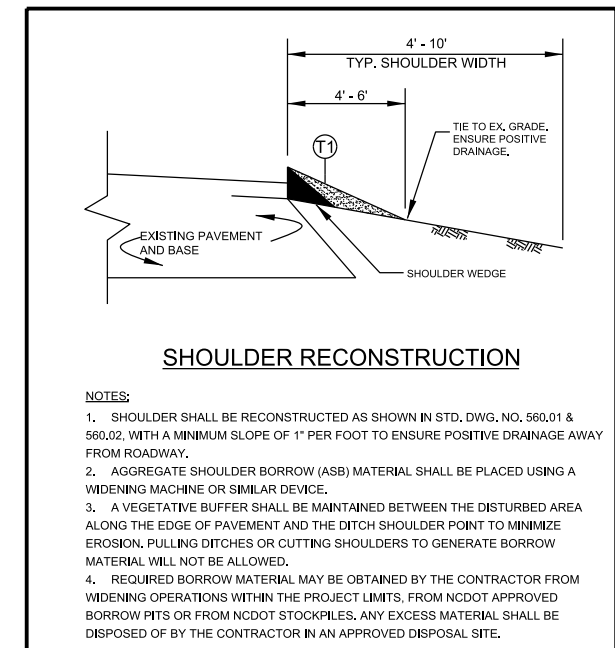 4' - 10'
TYP. SHOULDER WIDTH
4' - 6'
T1
TIE TO EX. GRADE.
ENSURE POSITIVE
DRAINAGE.
EXISTING PAVEMENT
AND BASE
SHOULDER WEDGE
SHOULDER RECONSTRUCTION
NOTES:
1. SHOULDER SHALL BE RECONSTRUCTED AS SHOWN IN STD. DWG. NO. 560.01 &
560.02, WITH A MINIMUM SLOPE OF 1" PER FOOT TO ENSURE POSITIVE DRAINAGE AWAY
FROM ROADWAY.
2. AGGREGATE SHOULDER BORROW (ASB) MATERIAL SHALL BE PLACED USING A
WIDENING MACHINE OR SIMILAR DEVICE.
3. A VEGETATIVE BUFFER SHALL BE MAINTAINED BETWEEN THE DISTURBED AREA
ALONG THE EDGE OF PAVEMENT AND THE DITCH SHOULDER POINT TO MINIMIZE
EROSION. PULLING DITCHES OR CUTTING SHOULDERS TO GENERATE BORROW
MATERIAL WILL NOT BE ALLOWED.
4. REQUIRED BORROW MATERIAL MAY BE OBTAINED BY THE CONTRACTOR FROM
WIDENING OPERATIONS WITHIN THE PROJECT LIMITS, FROM NCDOT APPROVED
BORROW PITS OR FROM NCDOT STOCKPILES. ANY EXCESS MATERIAL SHALL BE
DISPOSED OF BY THE CONTRACTOR IN AN APPROVED DISPOSAL SITE.